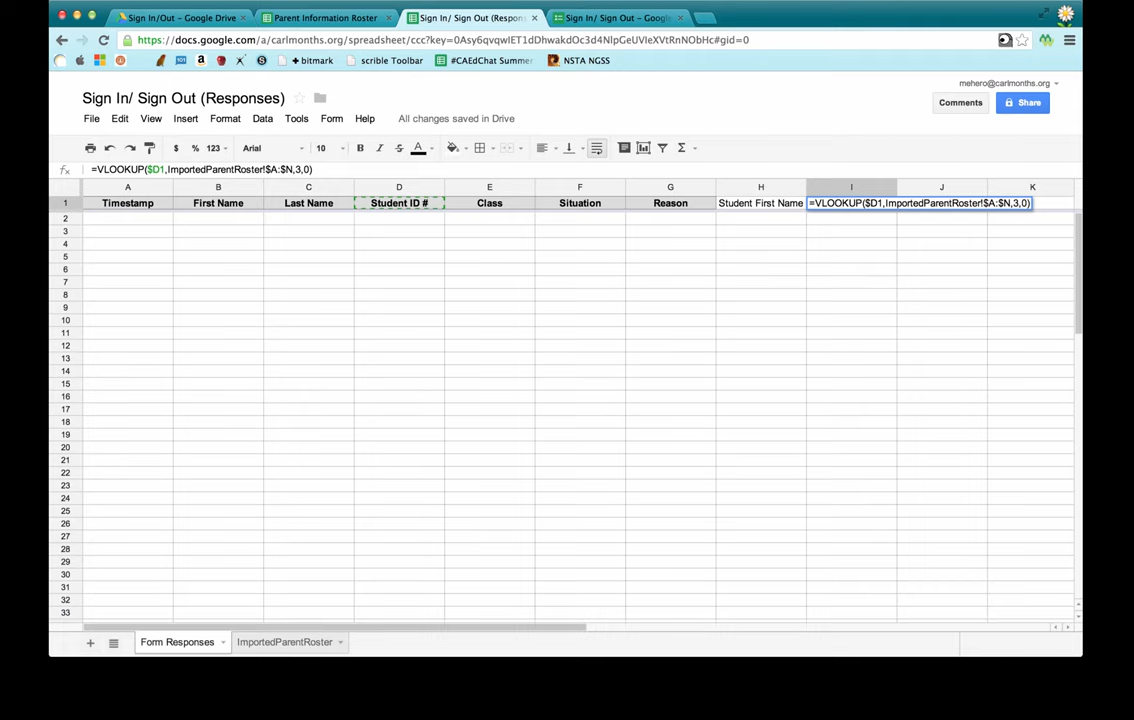 Sign In/Out – Google Drive × Parent Information Roster × Sign In/ Sign Out (Respon × Sign In/ Sign Out – Google ×
https://docs.google.com/a/carlmonths.org/spreadsheet/ccc?key=0Asy6qvqwIET1dDhwakdOc3d4NlpGeUVIeXVtRnNObHc#gid=0
bitmark scrible Toolbar #CAEdChat Summer NSTA NGSS
mehero@carlmonths.org
Sign In/ Sign Out (Responses) Comments Share
File Edit View Insert Format Data Tools Form Help All changes saved in Drive
$ % 123 Arial 10 B I S A Σ
fx =VLOOKUP($D1,ImportedParentRoster!$A:$N,3,0)
A B C D E F G H I J K
1 Timestamp First Name Last Name Student ID # Class Situation Reason Student First Name =VLOOKUP($D1,ImportedParentRoster!$A:$N,3,0)
2
3
4
5
6
7
8
9
10
11
12
13
14
15
16
17
18
19
20
21
22
23
24
25
26
27
28
29
30
31
32
33
Form Responses ImportedParentRoster